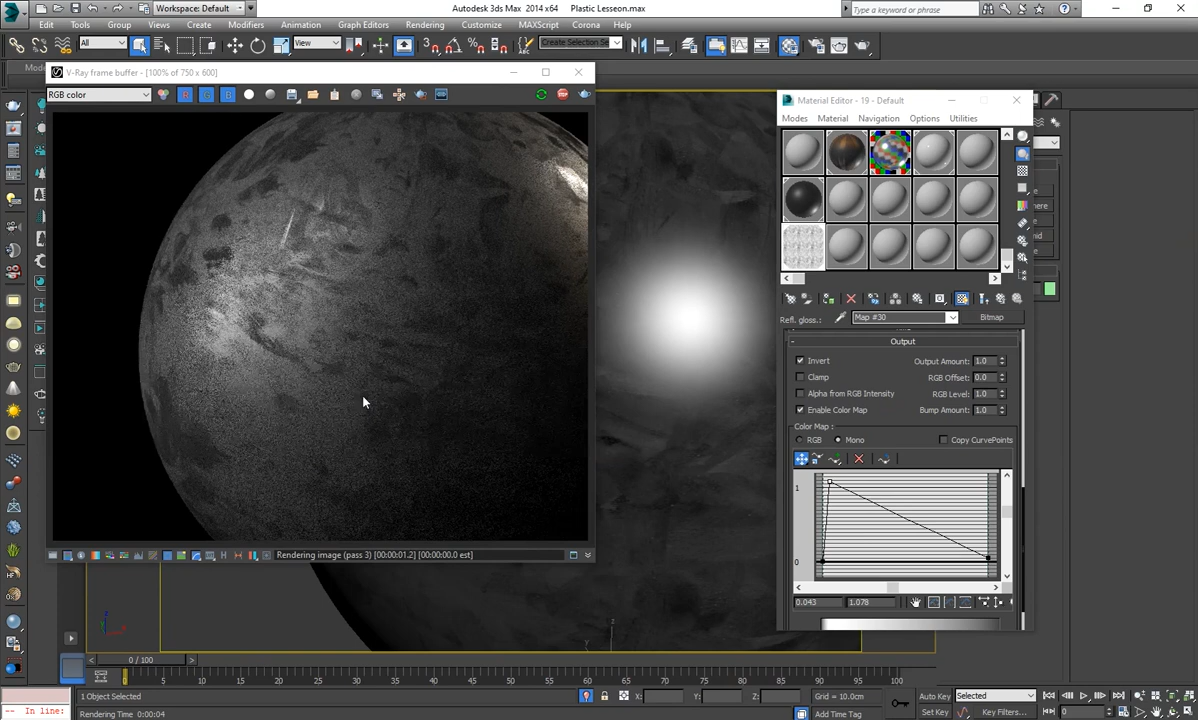 Workspace: Default
Autodesk 3ds Max 2014 x64
Plastic Lesseon.max
Type a keyword or phrase
Edit Tools Group Views Create Modifiers Animation Graph Editors Rendering Customize MAXScript Corona Help
All
View
Create Selection Se
V-Ray frame buffer - [100% of 750 x 600]
RGB color
R G B
Rendering image (pass 3) [00:00:01.2] [00:00:00.0 est]
Material Editor - 19 - Default
Modes Material Navigation Options Utilities
Refl. gloss.:
Map #30
Bitmap
Output
Invert
Output Amount: 1.0
Clamp
RGB Offset: 0.0
Alpha from RGB Intensity
RGB Level: 1.0
Enable Color Map
Bump Amount: 1.0
Color Map :
RGB Mono Copy CurvePoints
1
0
0.043 1.078
0 / 100
5 10 15 20 25 30 35 40 45 50 55 60 65 70 75 80 85 90 95 100
1 Object Selected
X: Y: Z:
Grid = 10.0cm
Auto Key
Selected
In line:
Rendering Time 0:00:04
Add Time Tag
Set Key
Key Filters...
0